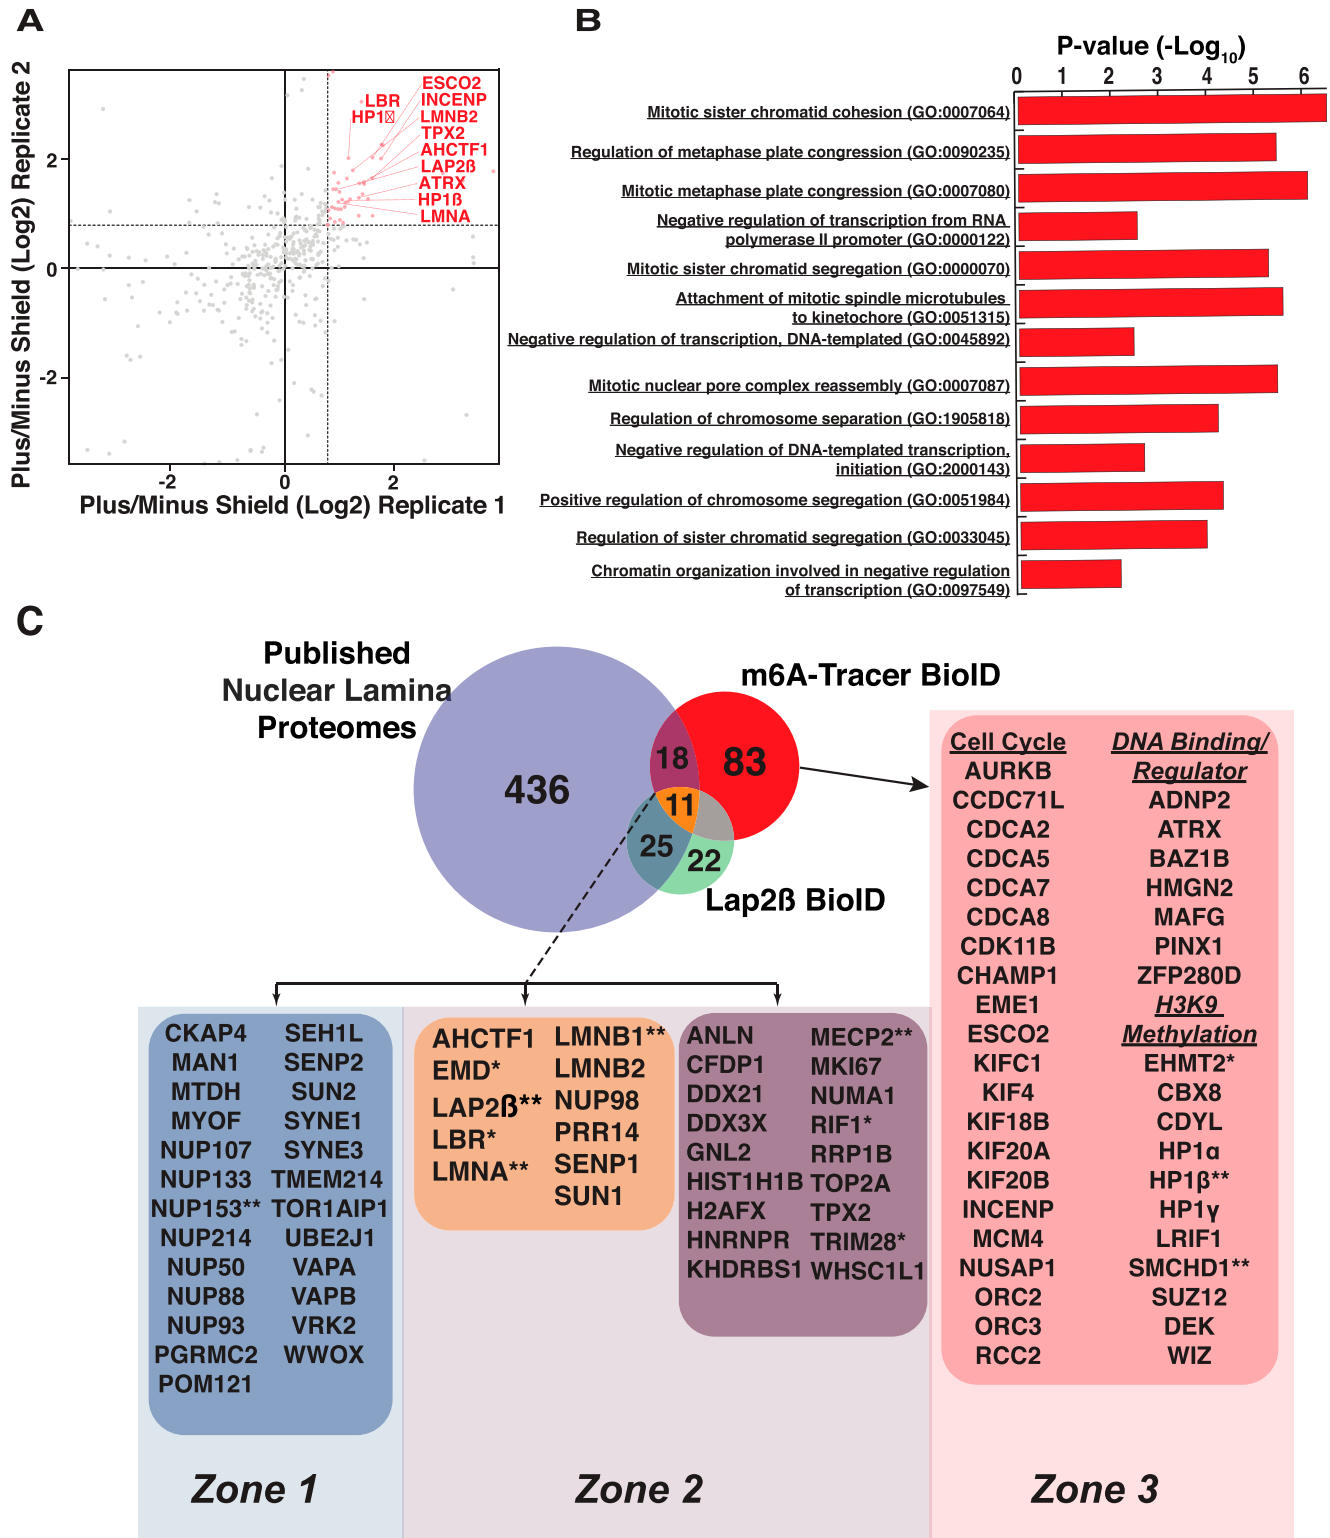 A
Plus/Minus Shield (Log2) Replicate 2
2
0
-2
-2
0
2
Plus/Minus Shield (Log2) Replicate 1
LBR
HP1
ESCO2
INCENP
LMNB2
TPX2
AHCTF1
LAP2ß
ATRX
HP1ß
LMNA
B
P-value (-Log10)
0 1 2 3 4 5 6
Mitotic sister chromatid cohesion (GO:0007064)
Regulation of metaphase plate congression (GO:0090235)
Mitotic metaphase plate congression (GO:0007080)
Negative regulation of transcription from RNA
polymerase II promoter (GO:0000122)
Mitotic sister chromatid segregation (GO:0000070)
Attachment of mitotic spindle microtubules
to kinetochore (GO:0051315)
Negative regulation of transcription, DNA-templated (GO:0045892)
Mitotic nuclear pore complex reassembly (GO:0007087)
Regulation of chromosome separation (GO:1905818)
Negative regulation of DNA-templated transcription,
initiation (GO:2000143)
Positive regulation of chromosome segregation (GO:0051984)
Regulation of sister chromatid segregation (GO:0033045)
Chromatin organization involved in negative regulation
of transcription (GO:0097549)
C
Published
Nuclear Lamina
Proteomes
m6A-Tracer BioID
Lap2ß BioID
436
18
83
11
25
22
CKAP4
MAN1
MTDH
MYOF
NUP107
NUP133
NUP153**
NUP214
NUP50
NUP88
NUP93
PGRMC2
POM121
SEH1L
SENP2
SUN2
SYNE1
SYNE3
TMEM214
TOR1AIP1
UBE2J1
VAPA
VAPB
VRK2
WWOX
Zone 1
AHCTF1
EMD*
LAP2ß**
LBR*
LMNA**
LMNB1**
LMNB2
NUP98
PRR14
SENP1
SUN1
ANLN
CFDP1
DDX21
DDX3X
GNL2
HIST1H1B
H2AFX
HNRNPR
KHDRBS1
MECP2**
MKI67
NUMA1
RIF1*
RRP1B
TOP2A
TPX2
TRIM28*
WHSC1L1
Zone 2
Cell Cycle
AURKB
CCDC71L
CDCA2
CDCA5
CDCA7
CDCA8
CDK11B
CHAMP1
EME1
ESCO2
KIFC1
KIF4
KIF18B
KIF20A
KIF20B
INCENP
MCM4
NUSAP1
ORC2
ORC3
RCC2
DNA Binding/
Regulator
ADNP2
ATRX
BAZ1B
HMGN2
MAFG
PINX1
ZFP280D
H3K9
Methylation
EHMT2*
CBX8
CDYL
HP1α
HP1β**
HP1γ
LRIF1
SMCHD1**
SUZ12
DEK
WIZ
Zone 3